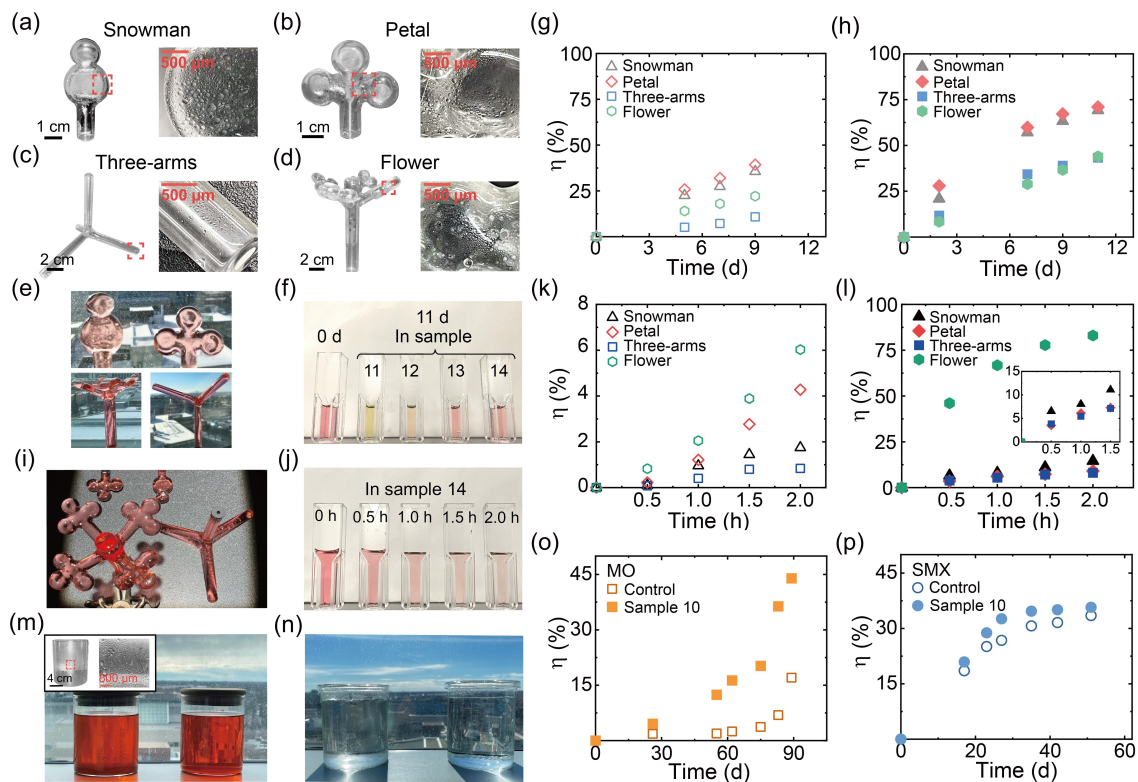 (a)
Snowman
500 μm
1 cm
(b)
Petal
500 μm
1 cm
(c)
Three-arms
500 μm
2 cm
(d)
Flower
500 μm
2 cm
(e)
(f)
0 d
11 d
In sample
11
12
13
14
(g)
100
75
50
25
0
η (%)
Snowman
Petal
Three-arms
Flower
0
3
6
9
12
Time (d)
(h)
100
75
50
25
0
η (%)
Snowman
Petal
Three-arms
Flower
0
3
6
9
12
Time (d)
(i)
(j)
In sample 14
0 h
0.5 h
1.0 h
1.5 h
2.0 h
(k)
8
6
4
2
0
η (%)
Snowman
Petal
Three-arms
Flower
0.5
1.0
1.5
2.0
Time (h)
(l)
100
75
50
25
0
η (%)
Snowman
Petal
Three-arms
Flower
15
10
5
0
0.5
1.0
1.5
0.5
1.0
1.5
2.0
Time (h)
(m)
4 cm
500 μm
(n)
(o)
MO
Control
Sample 10
45
30
15
0
η (%)
0
30
60
90
Time (d)
(p)
SMX
Control
Sample 10
45
30
15
0
η (%)
0
20
40
60
Time (d)